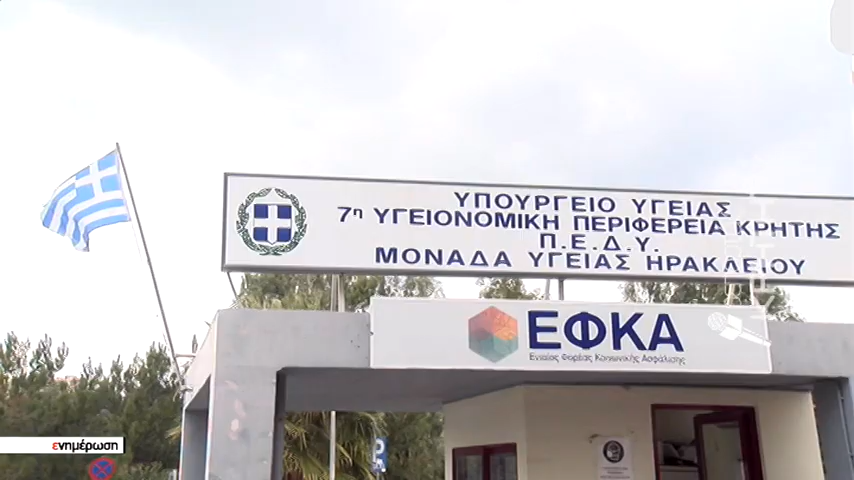 ΥΠΟΥΡΓΕΙΟ ΥΓΕΙΑΣ
7η ΥΓΕΙΟΝΟΜΙΚΗ ΠΕΡΙΦΕΡΕΙΑ ΚΡΗΤΗΣ
Π.Ε.Δ.Υ.
ΜΟΝΑΔΑ ΥΓΕΙΑΣ ΗΡΑΚΛΕΙΟΥ
ΕΦΚΑ
Ενιαίος Φορέας Κοινωνικής Ασφάλισης
ενημέρωση
P